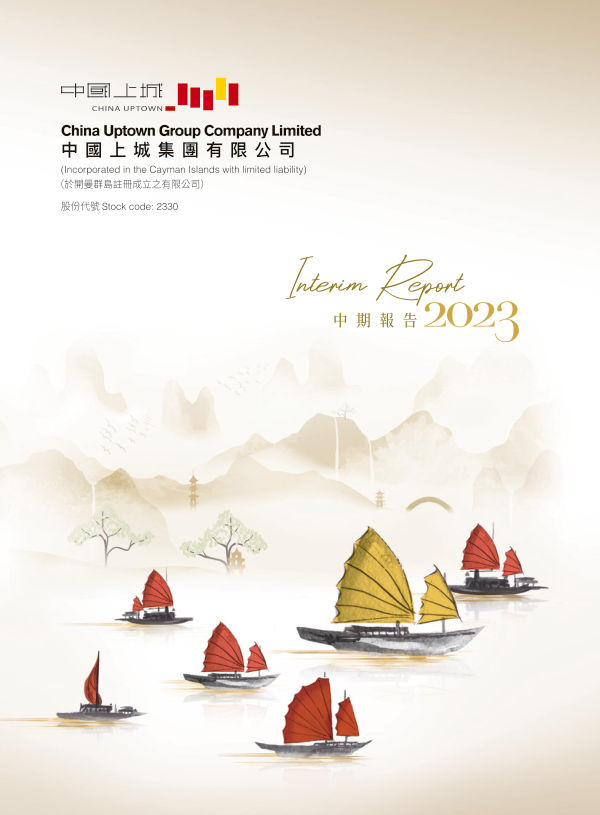 中國上城
CHINA UPTOWN
China Uptown Group Company Limited
中國上城集團有限公司
(Incorporated in the Cayman Islands with limited liability)
(於開曼群島註冊成立之有限公司)
股份代號 Stock code: 2330
Interim Report
中期報告 2023